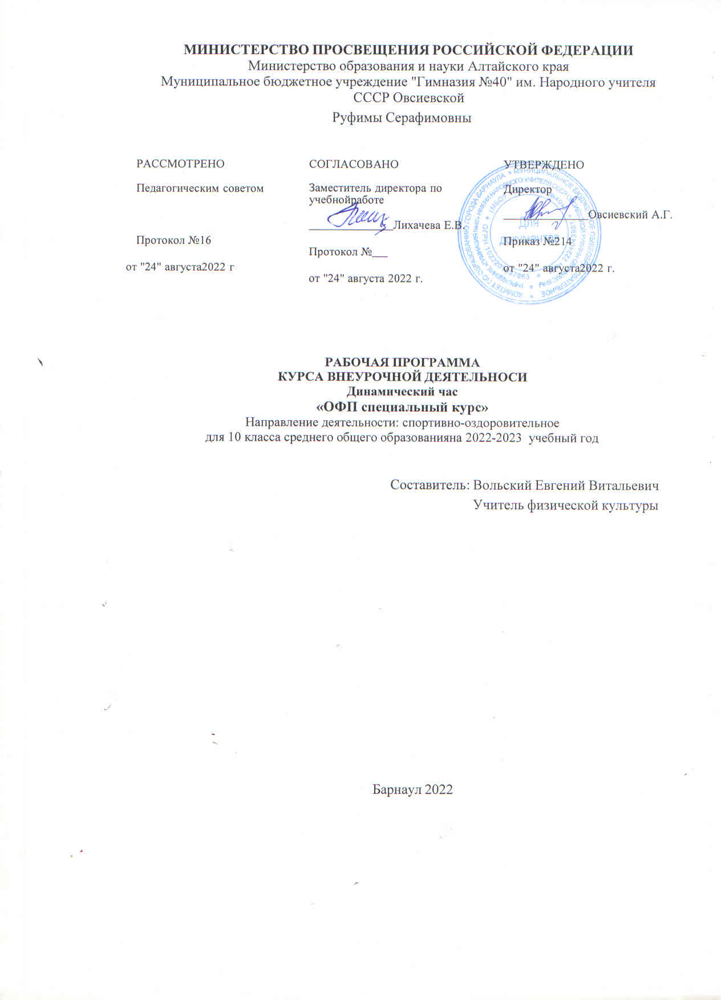 МИНИСТЕРСТВО ПРОСВЕЩЕНИЯ РОССИЙСКОЙ ФЕДЕРАЦИИ
Министерство образования и науки Алтайского края
Муниципальное бюджетное учреждение "Гимназия №40" им. Народного учителя
СССР Овсиевской
Руфимы Серафимовны
РАССМОТРЕНО
Педагогическим советом
Протокол №16
от "24" августа2022 г
СОГЛАСОВАНО
Заместитель директора по
учебнойработе
______________Лихачева Е.В.
Протокол №___
от "24" августа 2022 г.
УТВЕРЖДЕНО
Директор
______________Овсиевский А.Г.
Приказ №214
от "24" августа2022 г.
ДЛЯ
ДОКУМЕНТОВ
РАБОЧАЯ ПРОГРАММА
КУРСА ВНЕУРОЧНОЙ ДЕЯТЕЛЬНОСИ
Динамический час
«ОФП специальный курс»
Направление деятельности: спортивно-оздоровительное
для 10 класса среднего общего образованияна 2022-2023  учебный год
Составитель: Вольский Евгений Витальевич
Учитель физической культуры
Барнаул 2022